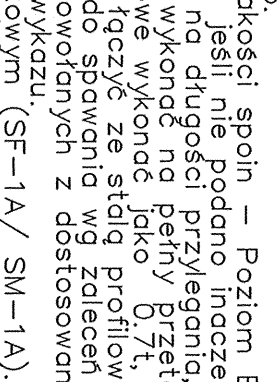 akości spoin – Poziom B
jeśli nie podano inacze
na długości przylegania,
wykonać na pełny przet
we wykonać jako 0.7t,
łączyć ze stalą profilow
do spawania wg zaleceń
owołanych z dostosowan
wykazu.
owym (SF–1A/ SM–1A).